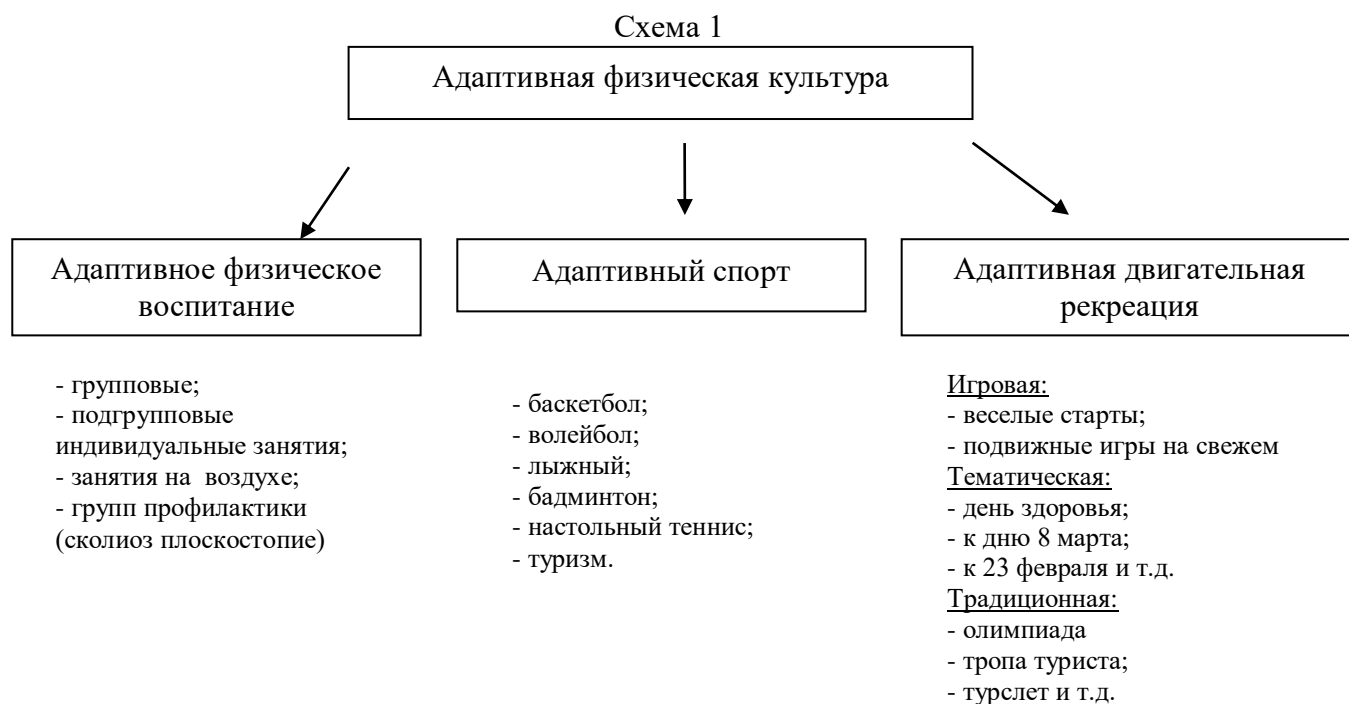 Схема 1
Адаптивная физическая культура
Адаптивное физическое
воспитание
- групповые;
- подгрупповые
индивидуальные занятия;
- занятия на воздухе;
- групп профилактики
(сколиоз плоскостопие)
Адаптивный спорт
- баскетбол;
- волейбол;
- лыжный;
- бадминтон;
- настольный теннис;
- туризм.
Адаптивная двигательная
рекреация
Игровая:
- веселые старты;
- подвижные игры на свежем
Тематическая:
- день здоровья;
- к дню 8 марта;
- к 23 февраля и т.д.
Традиционная:
- олимпиада
- тропа туриста;
- турслет и т.д.